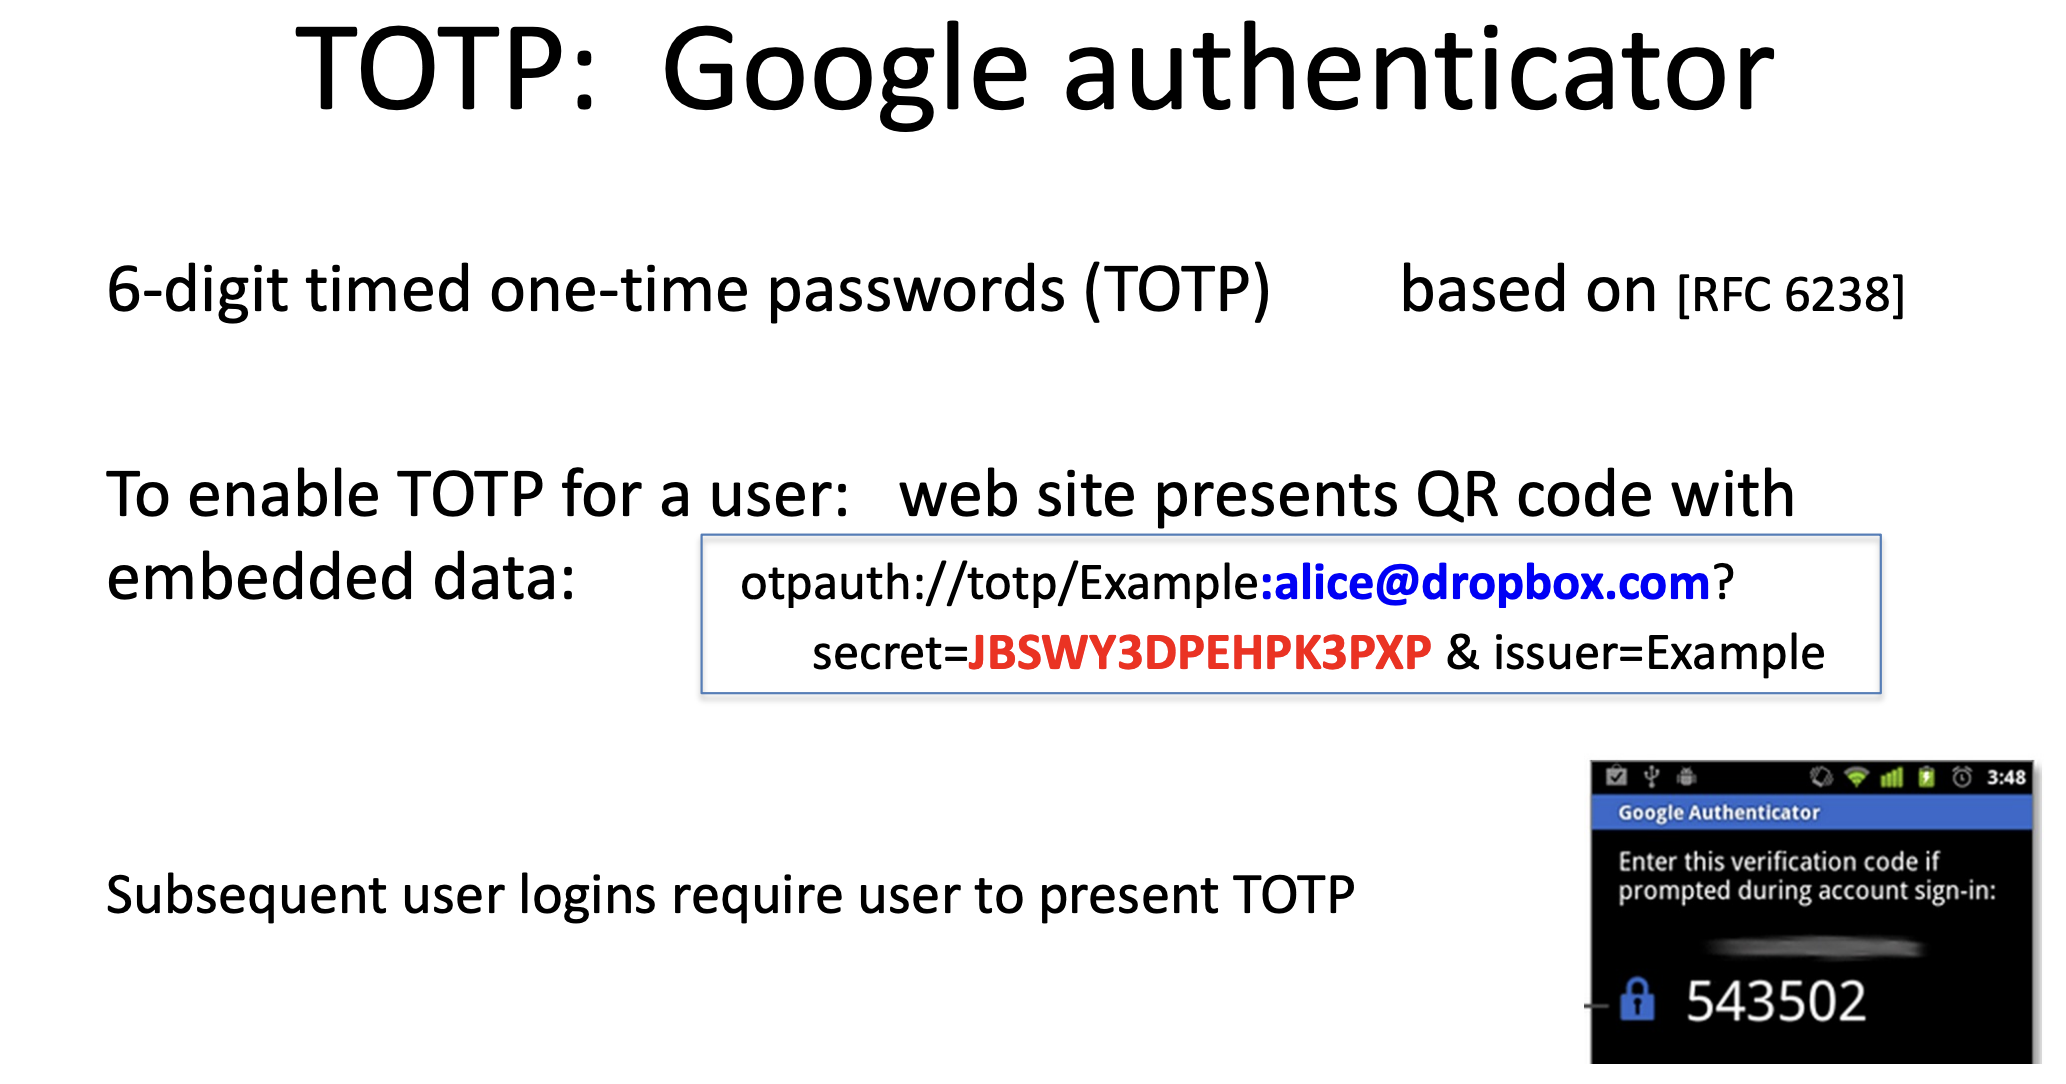 TOTP: Google authenticator
6-digit timed one-time passwords (TOTP) based on [RFC 6238]
To enable TOTP for a user: web site presents QR code with
embedded data:
otpauth://totp/Example:alice@dropbox.com?
secret=JBSWY3DPEHPK3PXP & issuer=Example
3:48
Google Authenticator
Enter this verification code if
prompted during account sign-in:
Subsequent user logins require user to present TOTP
543502